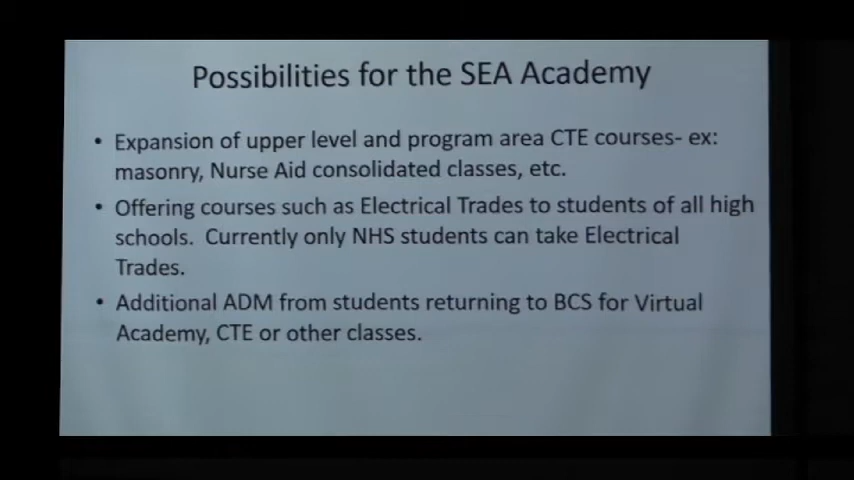 Possibilities for the SEA Academy
• Expansion of upper level and program area CTE courses- ex:
masonry, Nurse Aid consolidated classes, etc.
• Offering courses such as Electrical Trades to students of all high
schools.  Currently only NHS students can take Electrical
Trades.
• Additional ADM from students returning to BCS for Virtual
Academy, CTE or other classes.